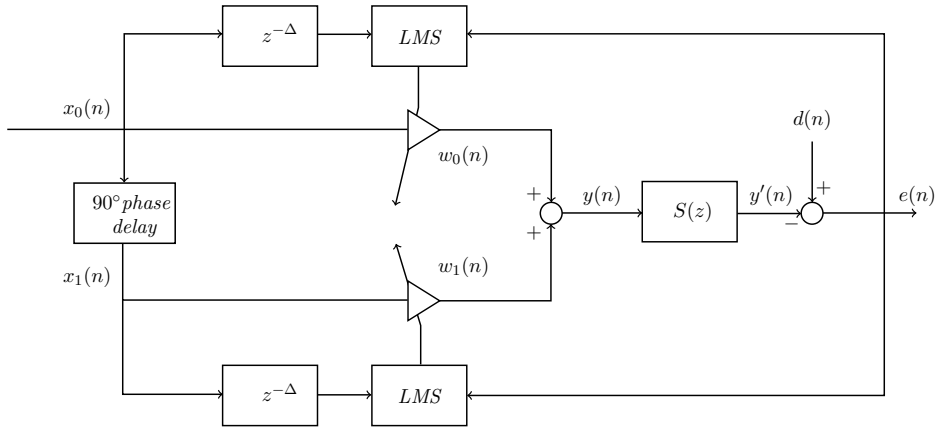 z^{-Δ}
LMS
x_0(n)
d(n)
w_0(n)
90° phase
delay
+
+
+
y(n)
S(z)
y'(n)
−
e(n)
x_1(n)
w_1(n)
z^{-Δ}
LMS